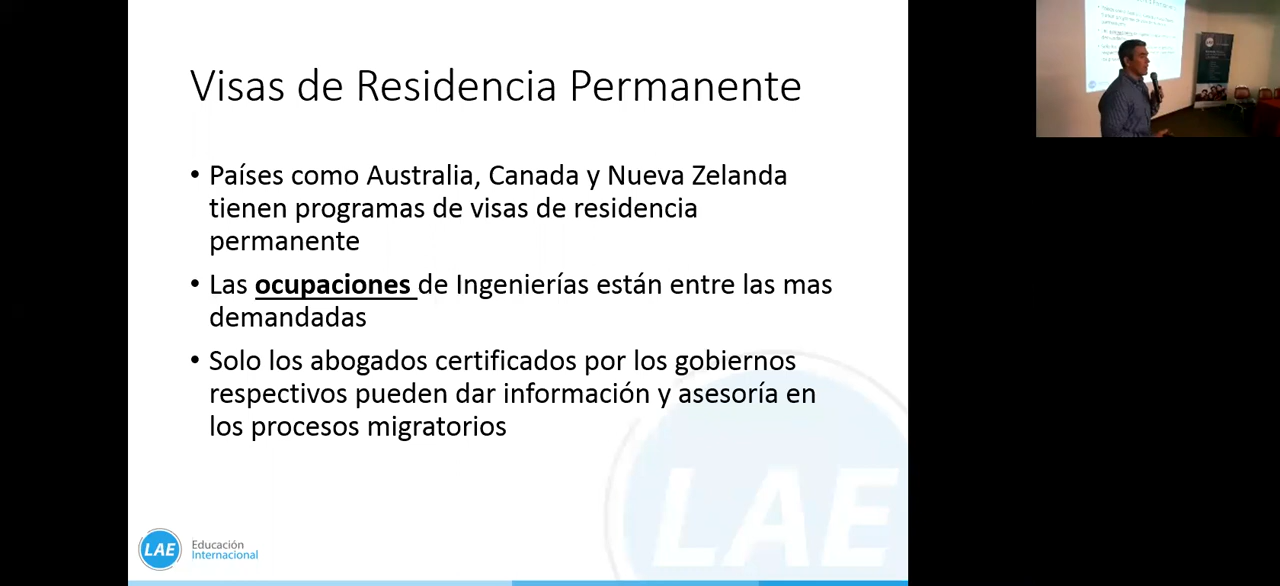 Visas de Residencia Permanente
• Países como Australia, Canada y Nueva Zelanda
tienen programas de visas de residencia
permanente
• Las ocupaciones de Ingenierías están entre las mas
demandadas
• Solo los abogados certificados por los gobiernos
respectivos pueden dar información y asesoría en
los procesos migratorios
LAE
LAE
Educación
Internacional
LAE